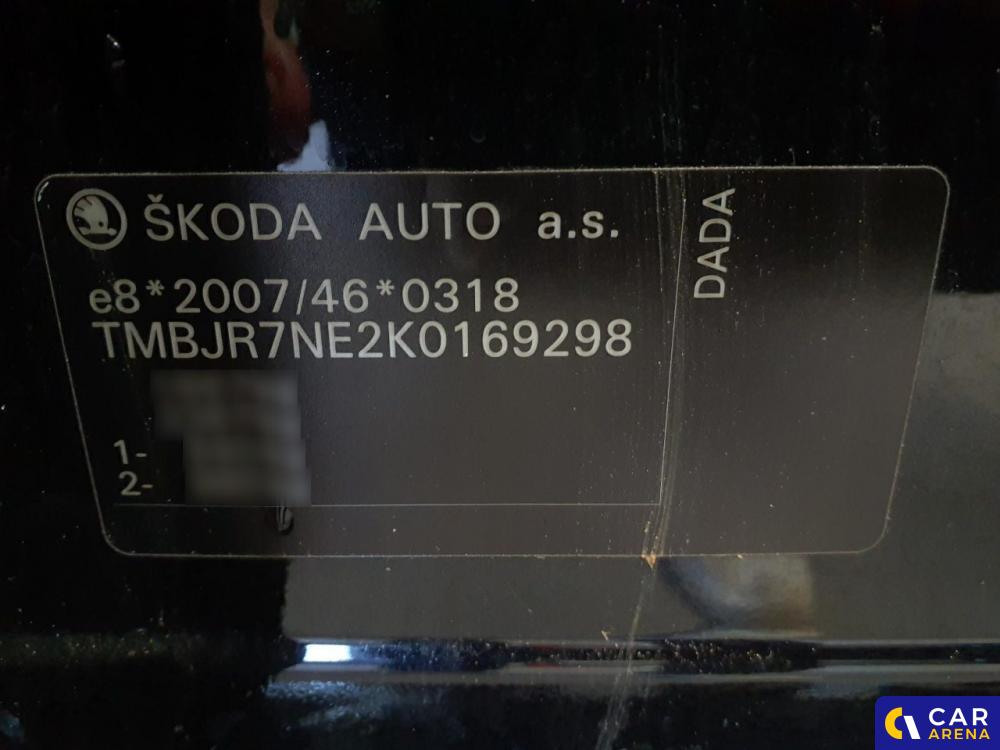 ŠKODA AUTO a.s.
e8*2007/46*0318
TMBJR7NE2K0169298
1-
2-
DADA
CAR
ARENA